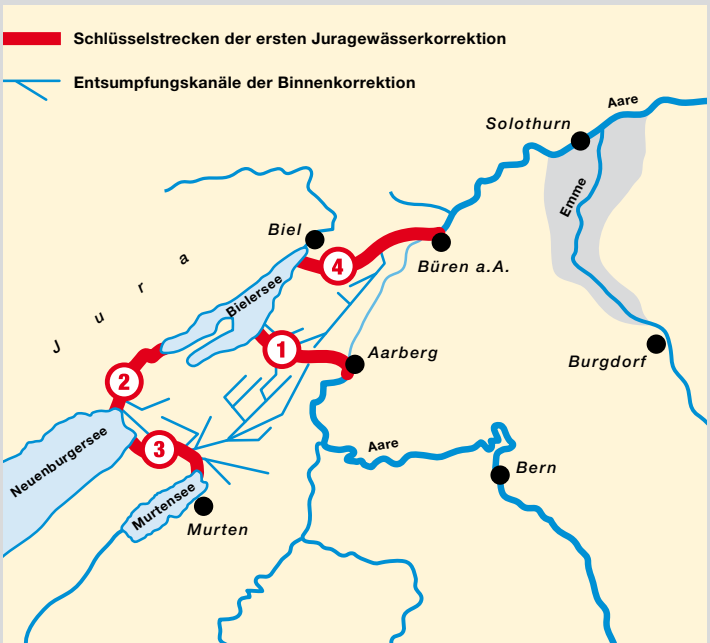 Schlüsselstrecken der ersten Juragewässerkorrektion
Entsumpfungskanäle der Binnenkorrektion
Aare
Solothurn
Emme
Biel
Jura
4
Büren a.A.
Bielersee
1
Aarberg
2
Burgdorf
Neuenburgersee
3
Aare
Bern
Murtensee
Murten